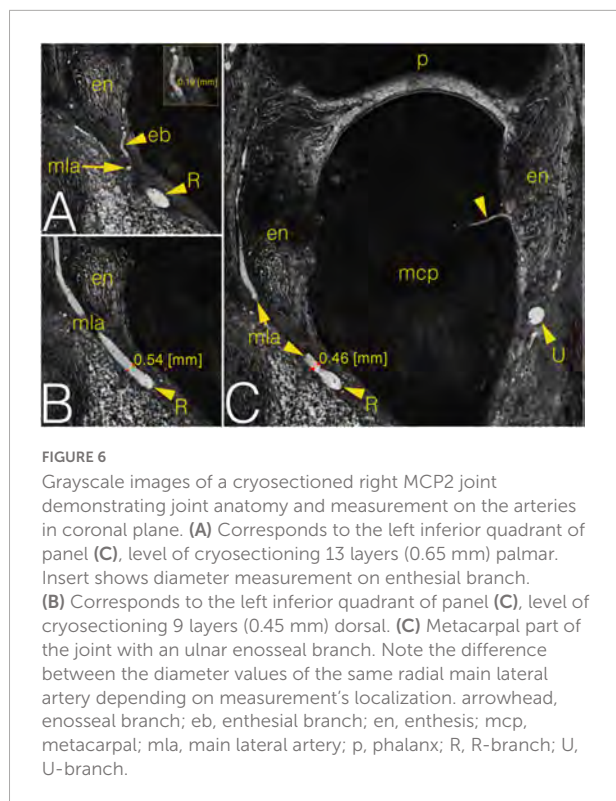 0.19 [mm]
p
en
eb
mla
R
A
en
en
mcp
en
mla
0.54 [mm]
R
B
mla
0.46 [mm]
R
C
U
FIGURE 6
Grayscale images of a cryosectioned right MCP2 joint
demonstrating joint anatomy and measurement on the arteries
in coronal plane. (A) Corresponds to the left inferior quadrant of
panel (C), level of cryosectioning 13 layers (0.65 mm) palmar.
Insert shows diameter measurement on enthesial branch.
(B) Corresponds to the left inferior quadrant of panel (C), level of
cryosectioning 9 layers (0.45 mm) dorsal. (C) Metacarpal part of
the joint with an ulnar enosseal branch. Note the difference
between the diameter values of the same radial main lateral
artery depending on measurement's localization. arrowhead,
enosseal branch; eb, enthesial branch; en, enthesis; mcp,
metacarpal; mla, main lateral artery; p, phalanx; R, R-branch; U,
U-branch.